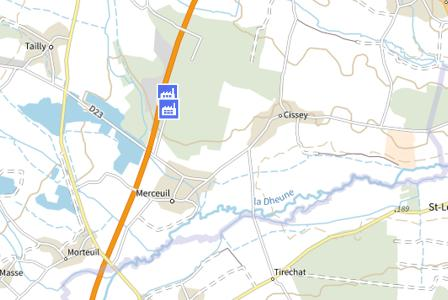 Tailly
D23
Cissey
Merceuil
la Dheune
189
St-L
Morteuil
Masse
Tirechat